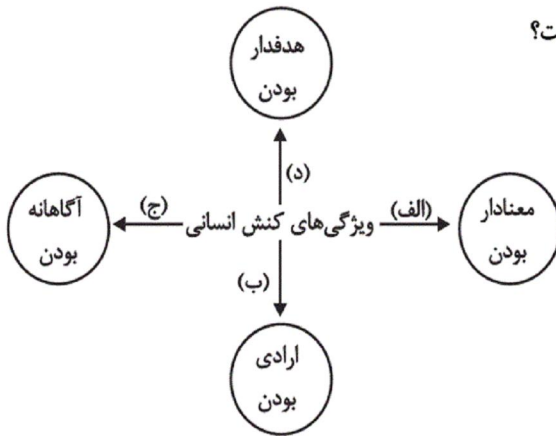 ت؟
هدفدار
بودن
(د)
آگاهانه
بودن
(ج)
ویژگی‌های کنش انسانی
(الف)
معنادار
بودن
(ب)
ارادی
بودن